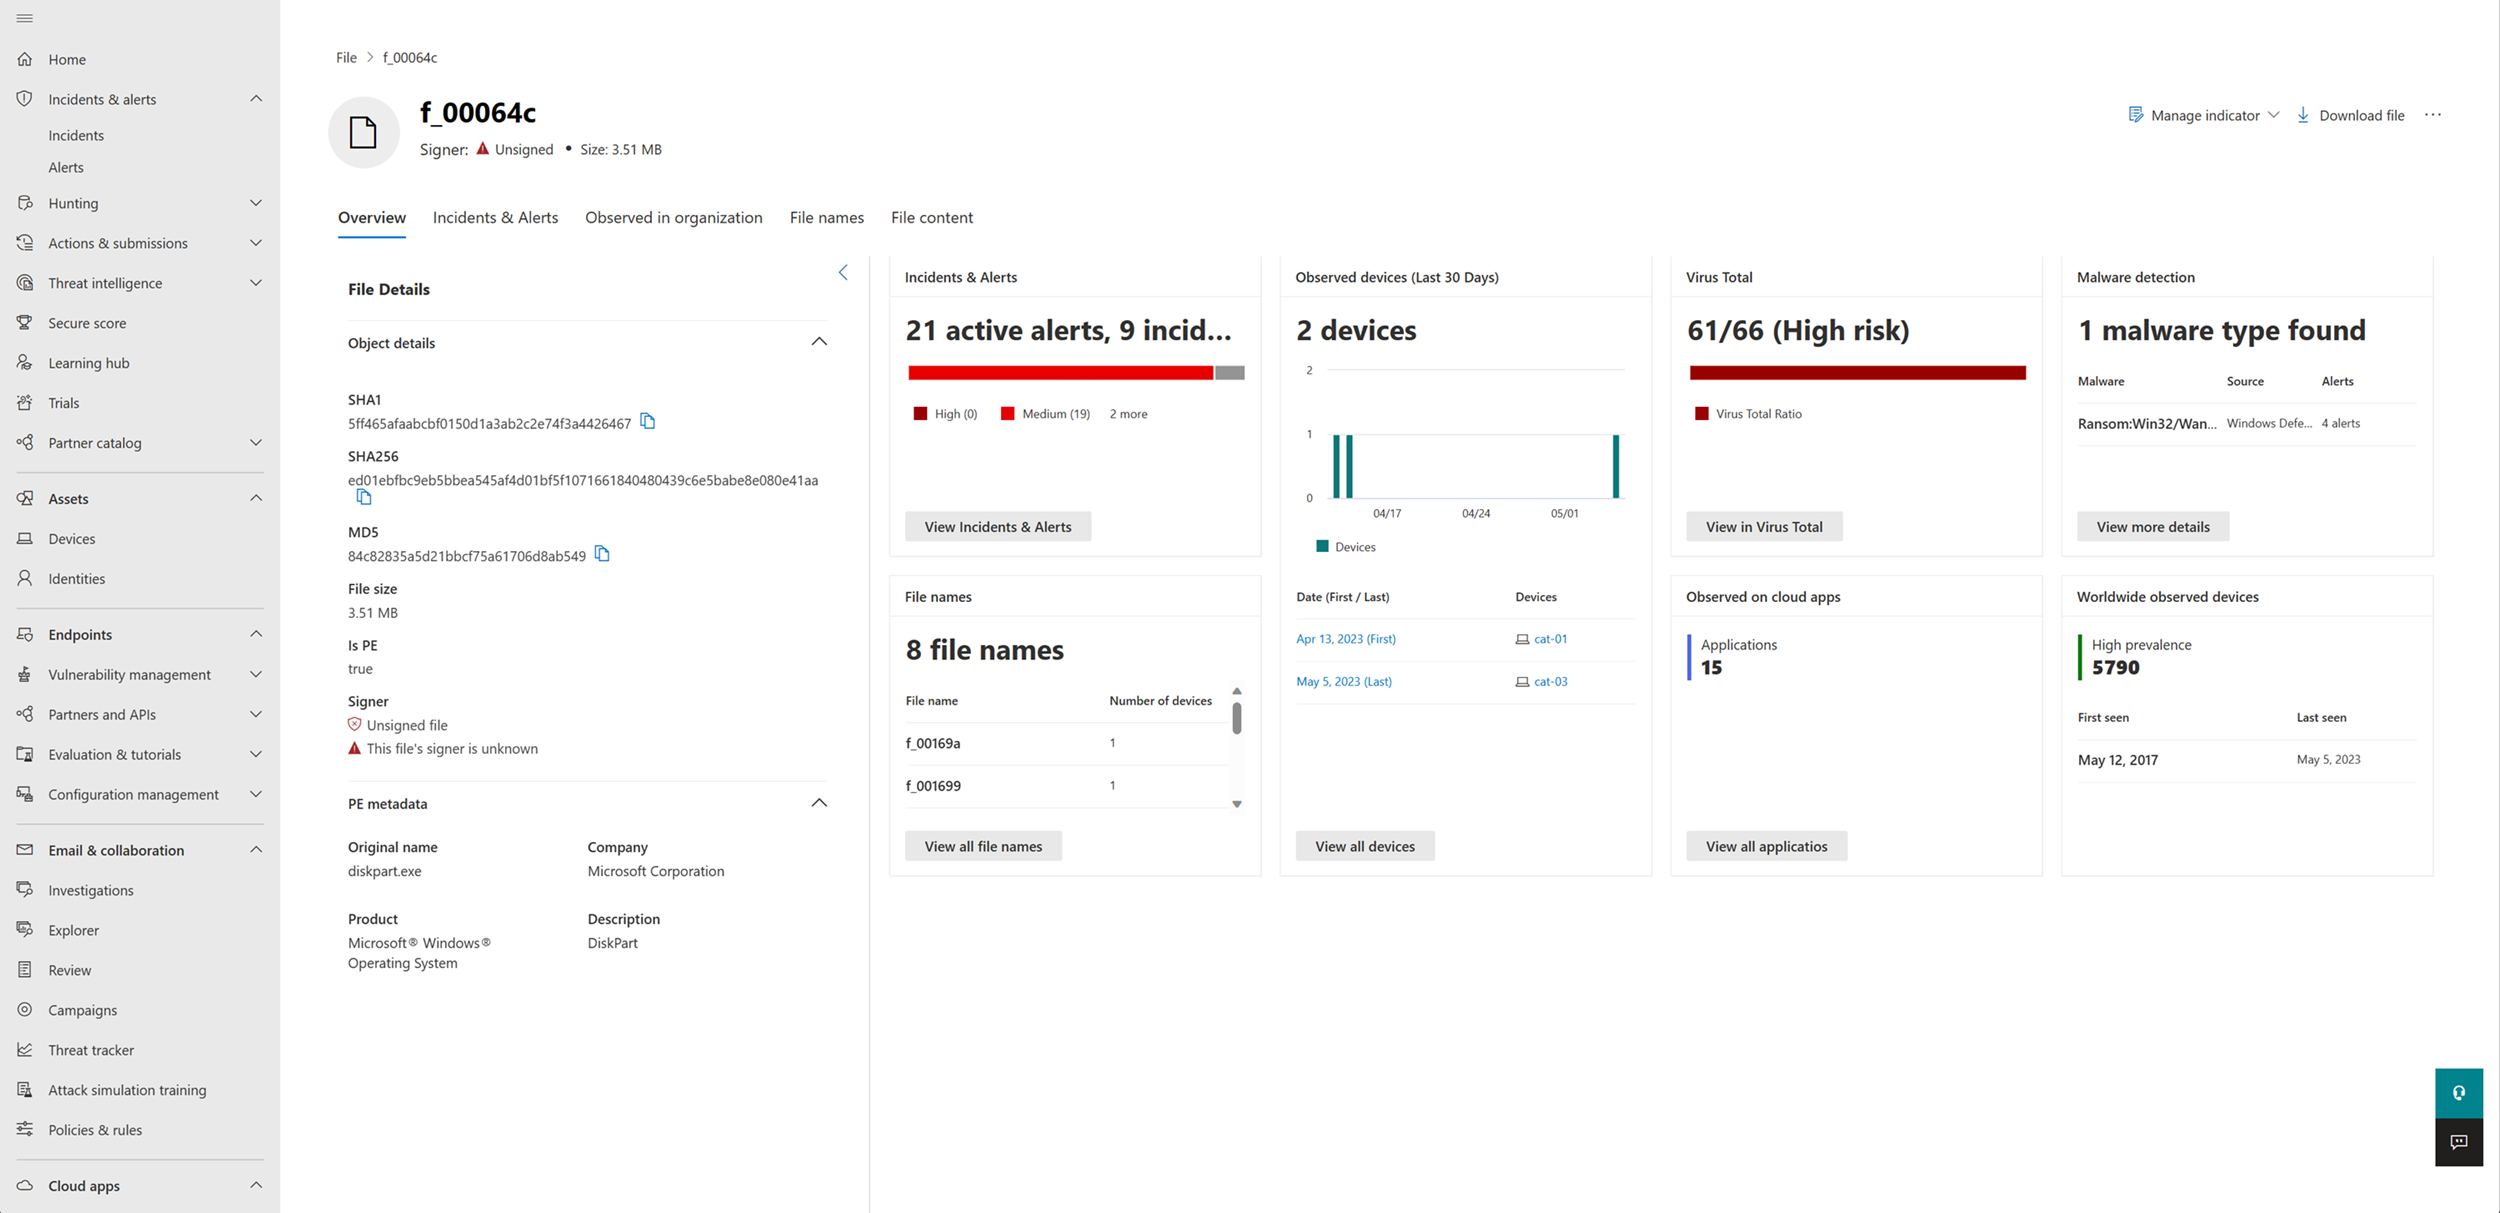 Home
Incidents & alerts
Incidents
Alerts
Hunting
Actions & submissions
Threat intelligence
Secure score
Learning hub
Trials
Partner catalog
Assets
Devices
Identities
Endpoints
Vulnerability management
Partners and APIs
Evaluation & tutorials
Configuration management
Email & collaboration
Investigations
Explorer
Review
Campaigns
Threat tracker
Attack simulation training
Policies & rules
Cloud apps
File > f_00064c
f_00064c
Signer: Unsigned • Size: 3.51 MB
Manage indicator
Download file
...
Overview
Incidents & Alerts
Observed in organization
File names
File content
File Details
Object details
SHA1
5ff465afaabcbf0150d1a3ab2c2e74f3a4426467
SHA256
ed01ebfbc9eb5bbea545af4d01bf5f1071661840480439c6e5babe8e080e41aa
MD5
84c82835a5d21bbcf75a61706d8ab549
File size
3.51 MB
Is PE
true
Signer
Unsigned file
This file's signer is unknown
PE metadata
Original name
diskpart.exe
Company
Microsoft Corporation
Product
Microsoft® Windows®
Operating System
Description
DiskPart
Incidents & Alerts
21 active alerts, 9 incid...
High (0) Medium (19) 2 more
View Incidents & Alerts
File names
8 file names
File name Number of devices
f_00169a 1
f_001699 1
View all file names
Observed devices (Last 30 Days)
2 devices
2
1
0
04/17 04/24 05/01
Devices
Date (First / Last) Devices
Apr 13, 2023 (First) cat-01
May 5, 2023 (Last) cat-03
View all devices
Virus Total
61/66 (High risk)
Virus Total Ratio
View in Virus Total
Observed on cloud apps
Applications
15
View all applicatios
Malware detection
1 malware type found
Malware Source Alerts
Ransom:Win32/Wan... Windows Defe... 4 alerts
View more details
Worldwide observed devices
High prevalence
5790
First seen Last seen
May 12, 2017 May 5, 2023